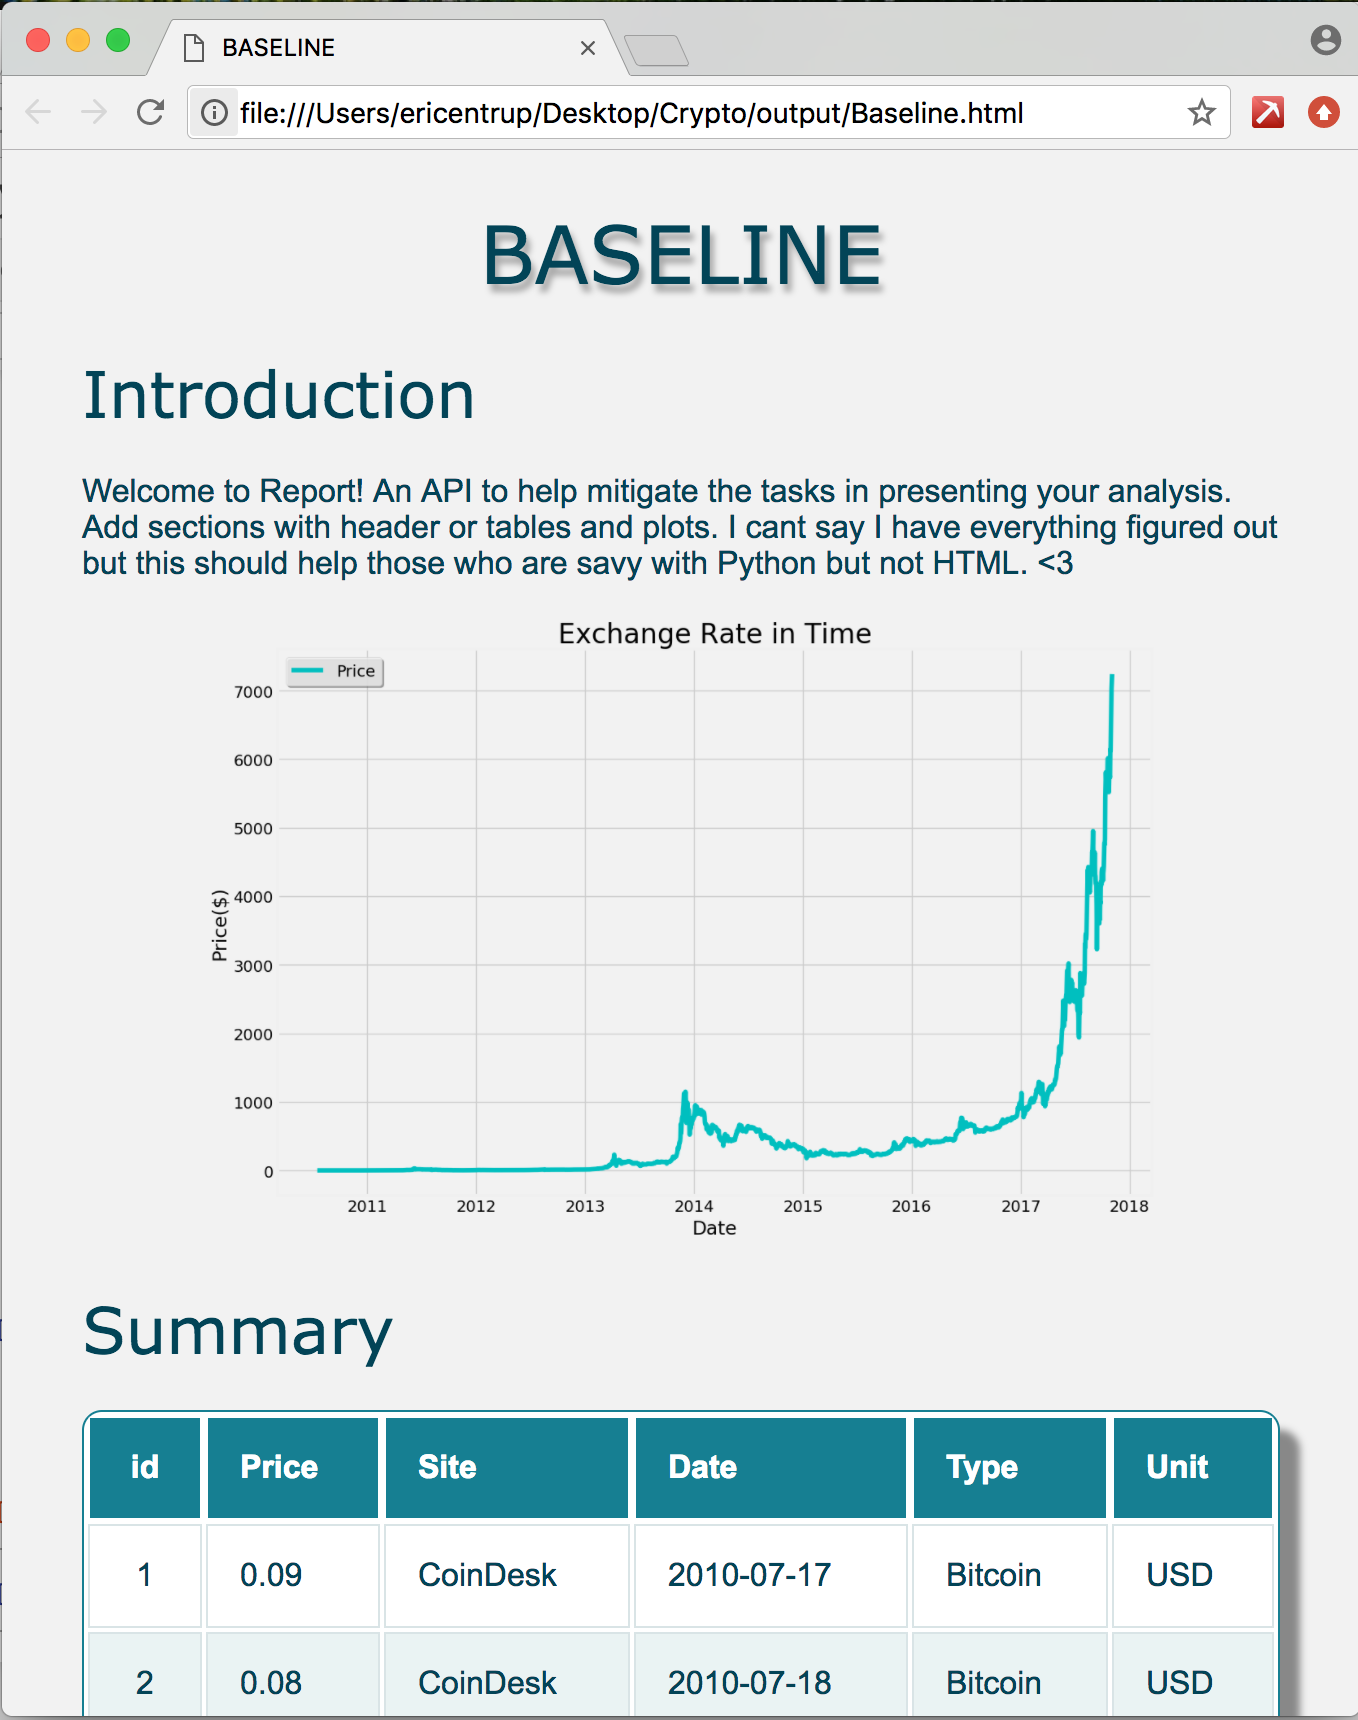 BASELINE
file:///Users/ericentrup/Desktop/Crypto/output/Baseline.html
BASELINE
Introduction
Welcome to Report! An API to help mitigate the tasks in presenting your analysis.
Add sections with header or tables and plots. I cant say I have everything figured out
but this should help those who are savy with Python but not HTML. <3
Exchange Rate in Time
Price
7000
6000
5000
4000
3000
2000
1000
0
Price($)
2011 2012 2013 2014 2015 2016 2017 2018
Date
Summary
id Price Site Date Type Unit
1 0.09 CoinDesk 2010-07-17 Bitcoin USD
2 0.08 CoinDesk 2010-07-18 Bitcoin USD